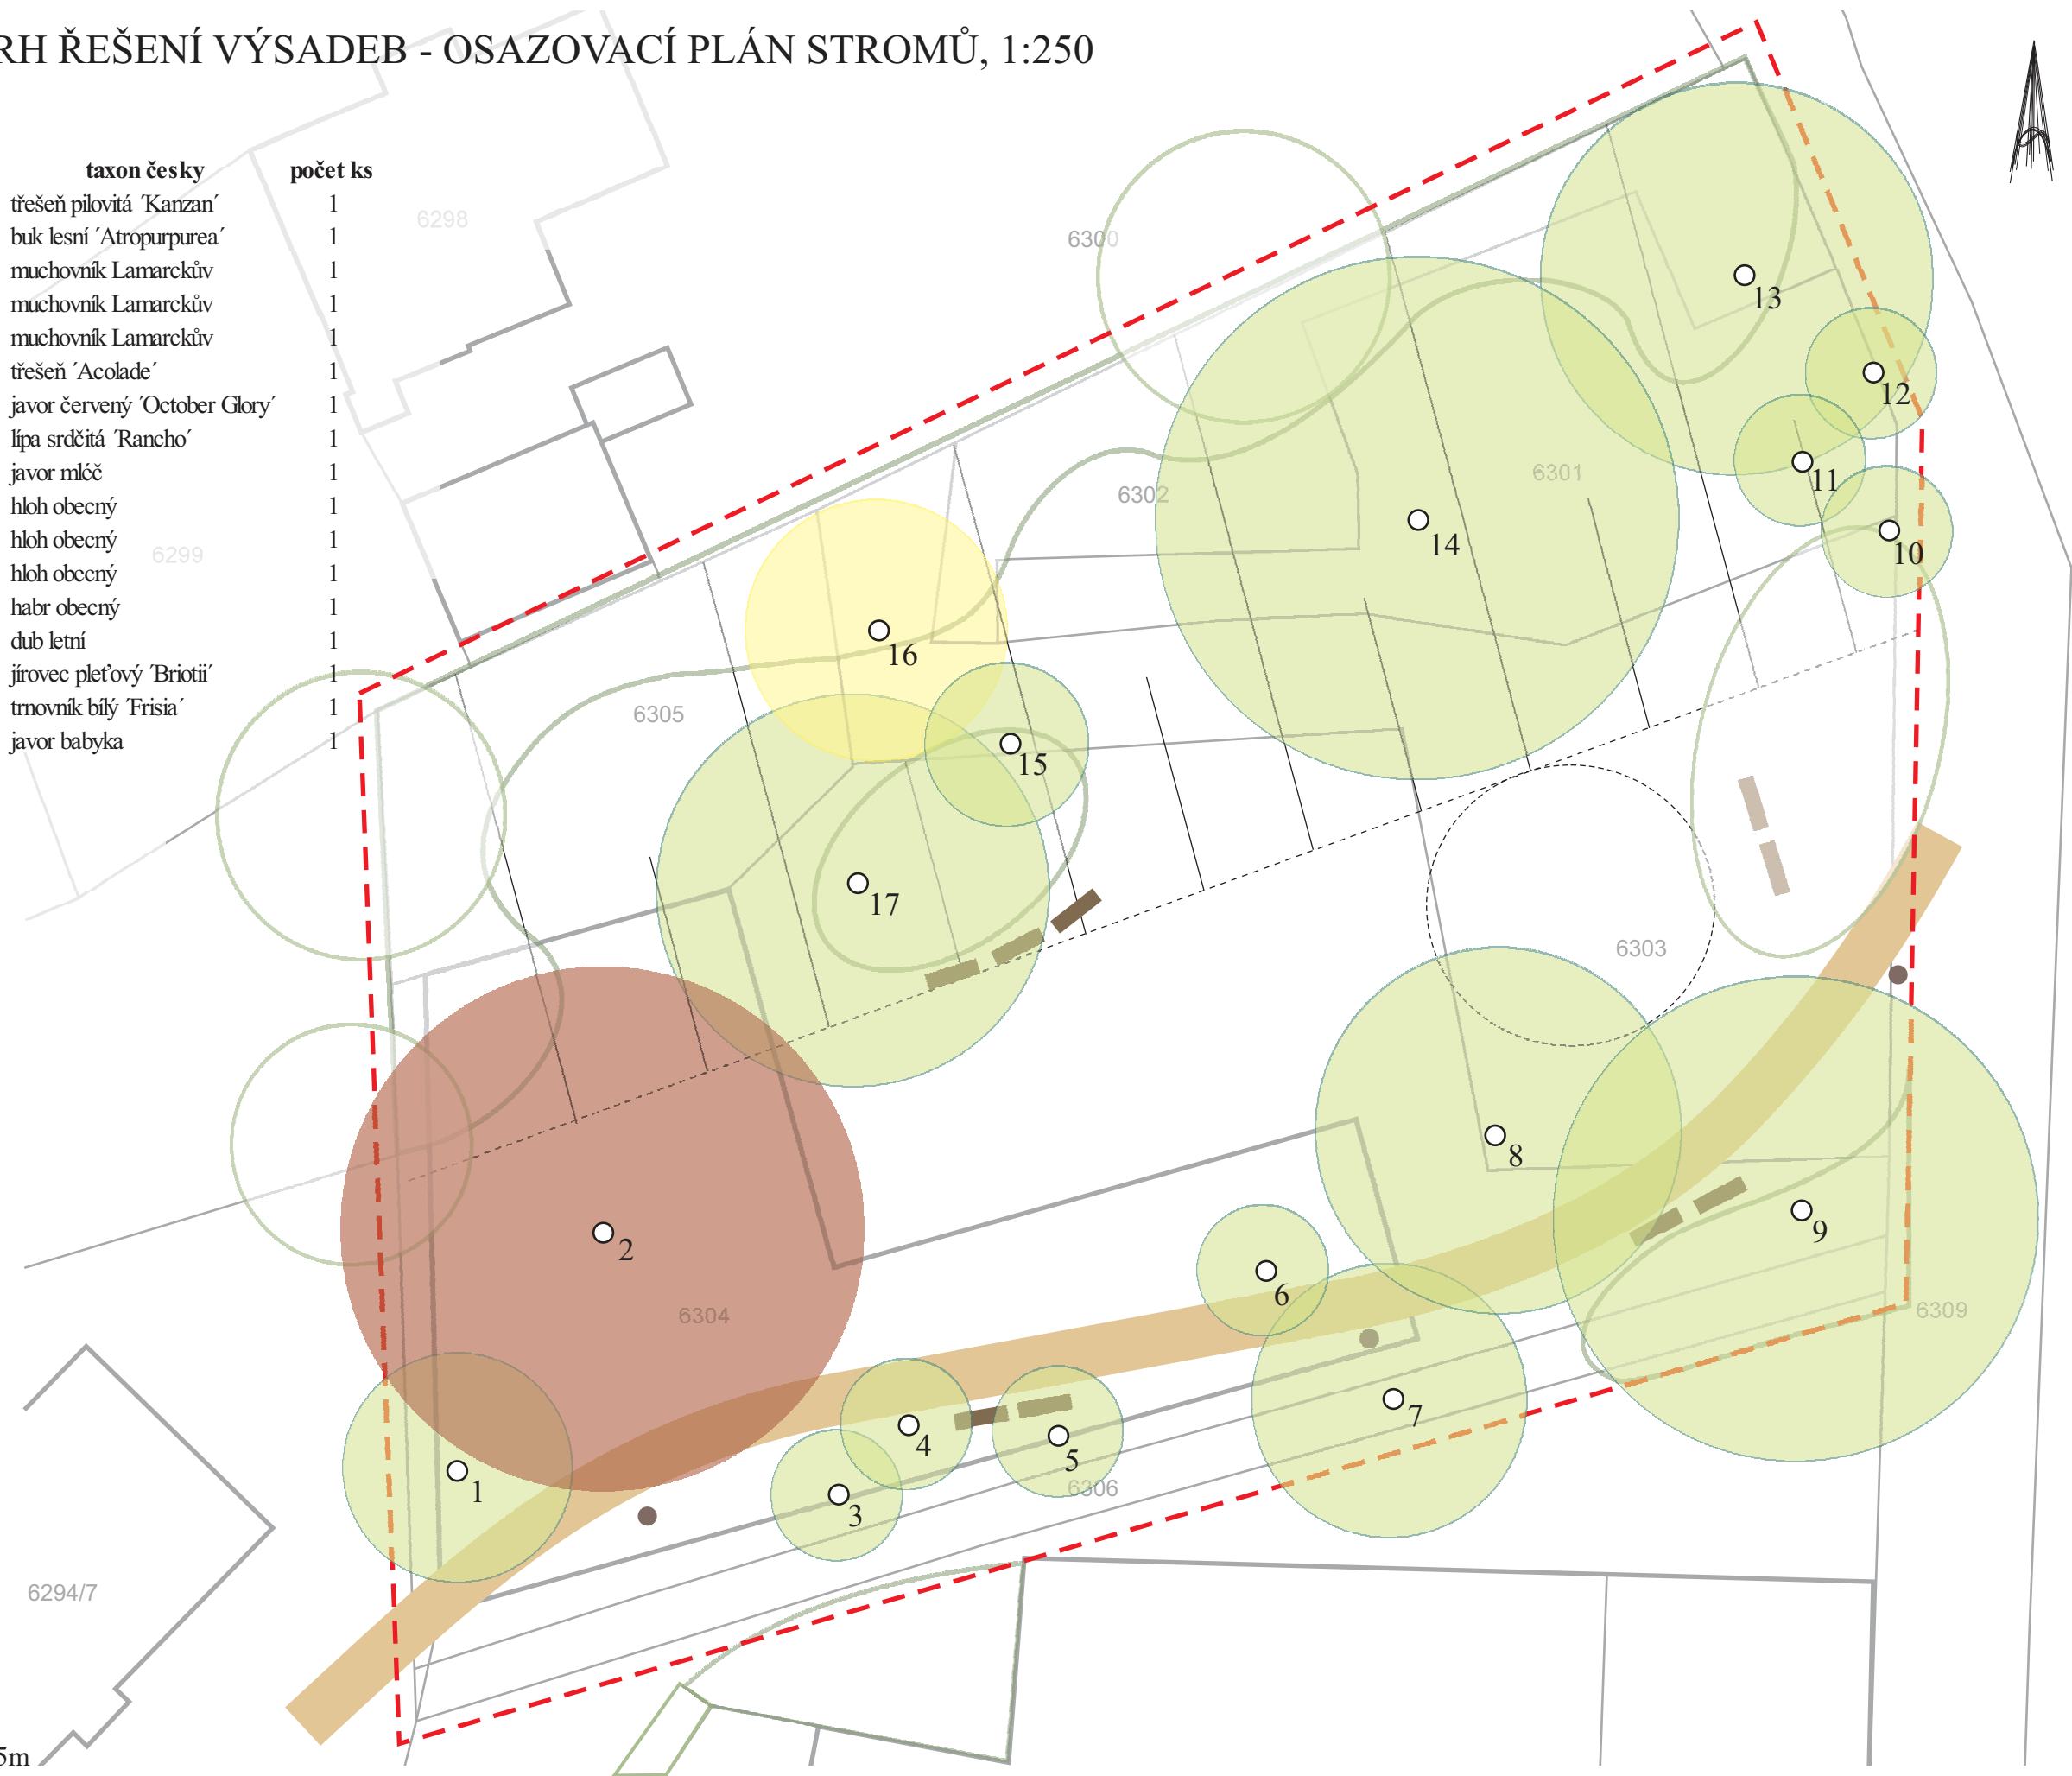 RH ŘEŠENÍ VÝSADEB - OSAZOVACÍ PLÁN STROMŮ, 1:250
taxon česky počet ks
třešeň pilovitá ´Kanzan´ 1
buk lesní ´Atropurpurea´ 1
muchovník Lamarckův 1
muchovník Lamarckův 1
muchovník Lamarckův 1
třešeň ´Acolade´ 1
javor červený ´October Glory´ 1
lípa srdčitá ´Rancho´ 1
javor mléč 1
hloh obecný 1
hloh obecný 1
hloh obecný 1
habr obecný 1
dub letní 1
jírovec pleťový ´Briotii´ 1
trnovník bílý ´Frisia´ 1
javor babyka 1
6298
6300
13
12
6301
11
6302
14
10
6299
16
6305
15
17
6303
8
9
2
6
6309
6304
7
4
5
1
6306
3
6294/7
5m